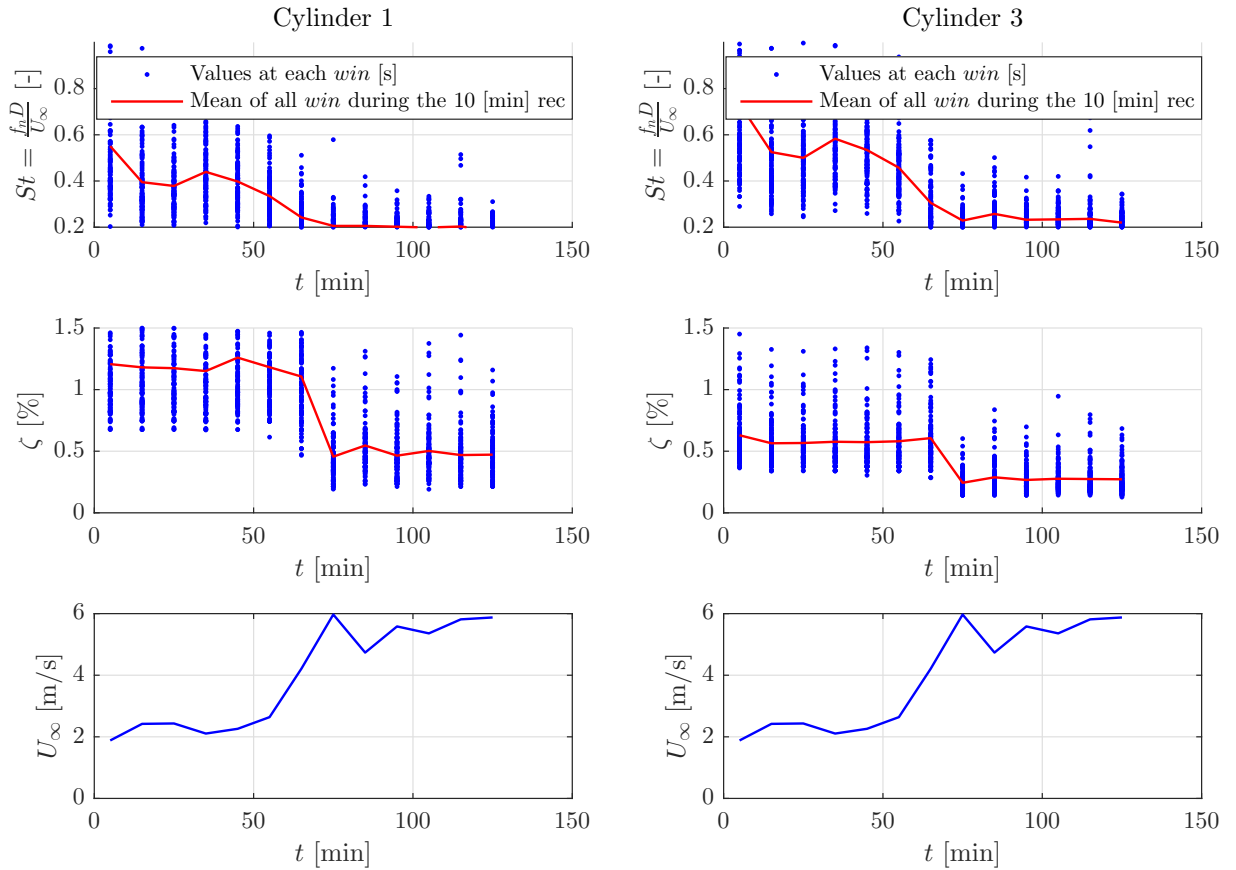 Cylinder 1
Cylinder 3
St = f_n D / U_∞ [-]
0.8
0.6
0.4
0.2
Values at each win [s]
Mean of all win during the 10 [min] rec
0 50 100 150
t [min]
St = f_n D / U_∞ [-]
0.8
0.6
0.4
0.2
Values at each win [s]
Mean of all win during the 10 [min] rec
0 50 100 150
t [min]
ζ [%]
1.5
1
0.5
0
0 50 100 150
t [min]
ζ [%]
1.5
1
0.5
0
0 50 100 150
t [min]
U_∞ [m/s]
6
4
2
0
0 50 100 150
t [min]
U_∞ [m/s]
6
4
2
0
0 50 100 150
t [min]